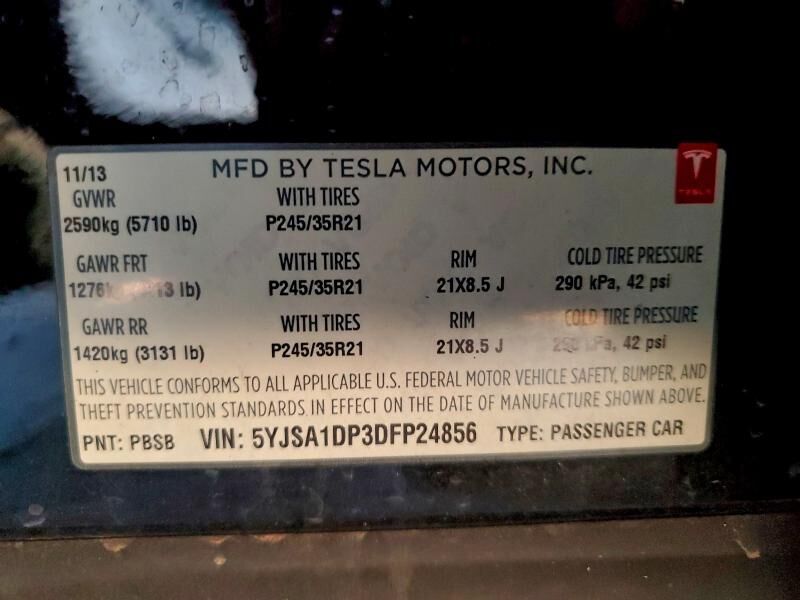 11/13 MFD BY TESLA MOTORS, INC.
TESLA
GVWR WITH TIRES
2590kg (5710 lb) P245/35R21
GAWR FRT WITH TIRES RIM COLD TIRE PRESSURE
lb) P245/35R21 21X8.5 J 290 kPa, 42 psi
GAWR RR WITH TIRES RIM COLD TIRE PRESSURE
1420kg (3131 lb) P245/35R21 21X8.5 J kPa, 42 psi
THIS VEHICLE CONFORMS TO ALL APPLICABLE U.S. FEDERAL MOTOR VEHICLE SAFETY, BUMPER, AND
THEFT PREVENTION STANDARDS IN EFFECT ON THE DATE OF MANUFACTURE SHOWN ABOVE.
PNT: PBSB VIN: 5YJSA1DP3DFP24856 TYPE: PASSENGER CAR